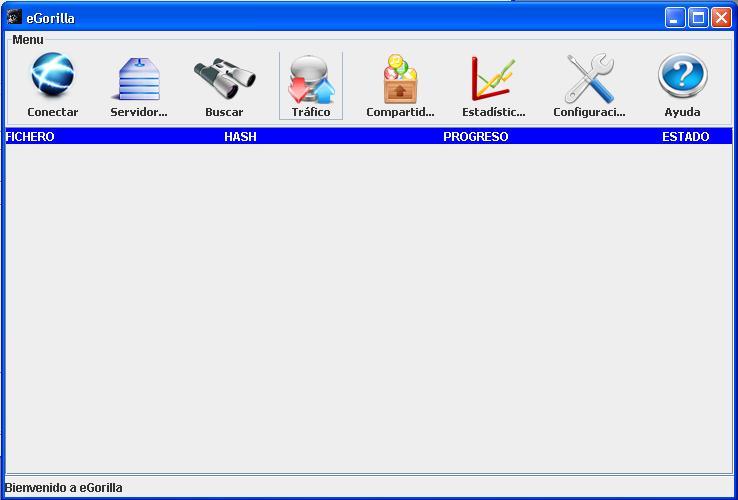 eGorilla
Menu
Conectar Servidor... Buscar Tráfico Compartid... Estadístic... Configuraci... Ayuda
FICHERO HASH PROGRESO ESTADO
Bienvenido a eGorilla